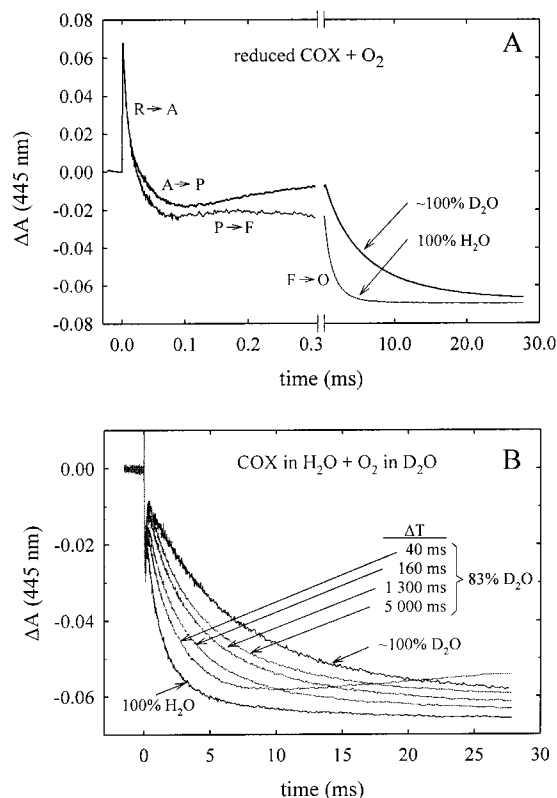 A
reduced COX + O2
ΔA (445 nm)
0.08
0.06
0.04
0.02
0.00
-0.02
-0.04
-0.06
-0.08
R→A
A→P
P→F
F→O
~100% D2O
100% H2O
0.0
0.1
0.2
0.3
10.0
20.0
30.0
time (ms)
B
COX in H2O + O2 in D2O
ΔA (445 nm)
0.00
-0.02
-0.04
-0.06
ΔT
40 ms
160 ms
1 300 ms
5 000 ms
83% D2O
~100% D2O
100% H2O
0
5
10
15
20
25
30
time (ms)